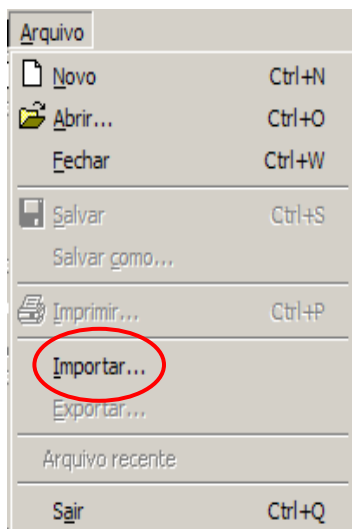 Arquivo
Novo Ctrl+N
Abrir... Ctrl+O
Fechar Ctrl+W
Salvar Ctrl+S
Salvar como...
Imprimir... Ctrl+P
Importar...
Exportar...
Arquivo recente
Sair Ctrl+Q